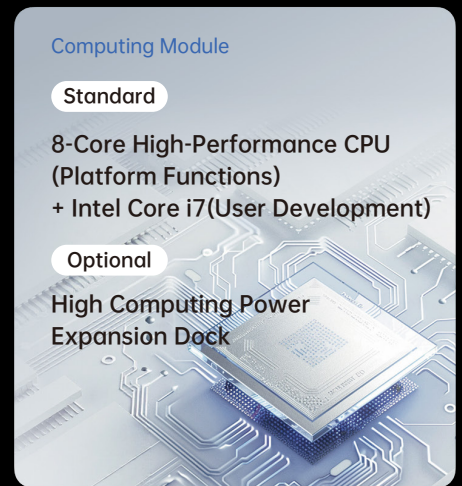 Computing Module
Standard
8-Core High-Performance CPU
(Platform Functions)
+ Intel Core i7(User Development)
Optional
High Computing Power
Expansion Dock